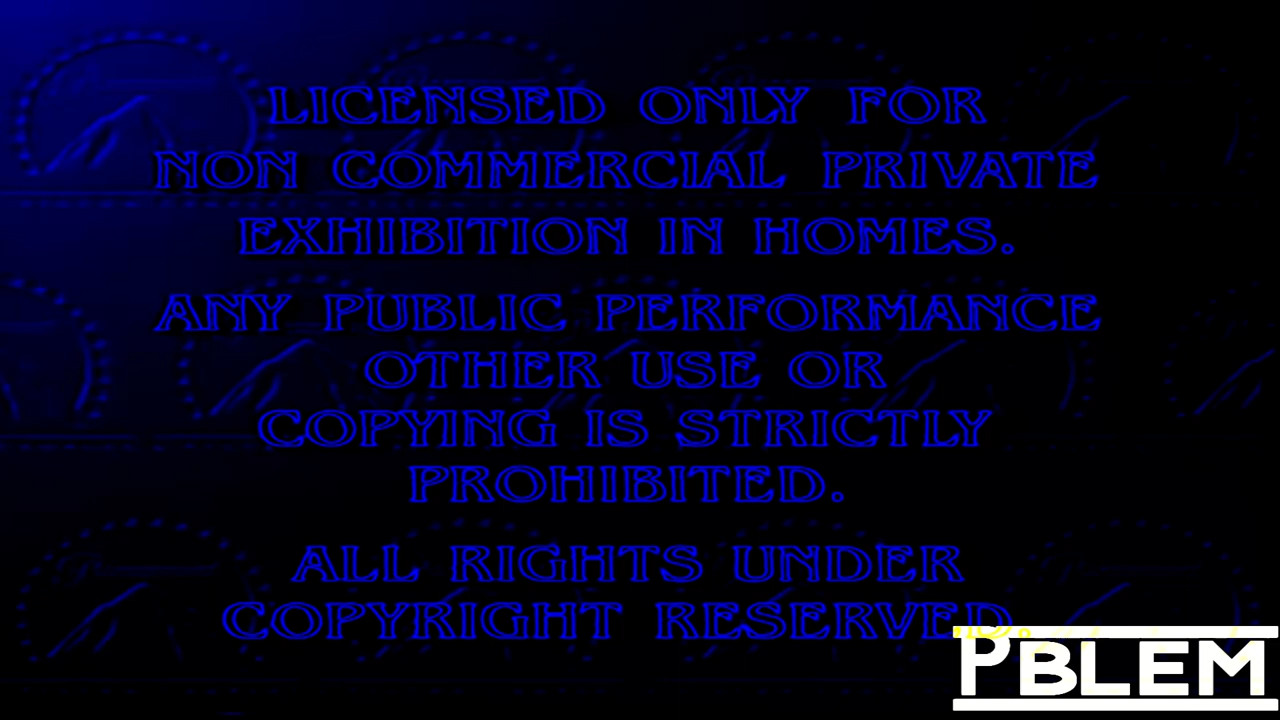 LICENSED ONLY FOR
NON COMMERCIAL PRIVATE
EXHIBITION IN HOMES.
ANY PUBLIC PERFORMANCE
OTHER USE OR
COPYING IS STRICTLY
PROHIBITED.
ALL RIGHTS UNDER
COPYRIGHT RESERVED.
PBLEM